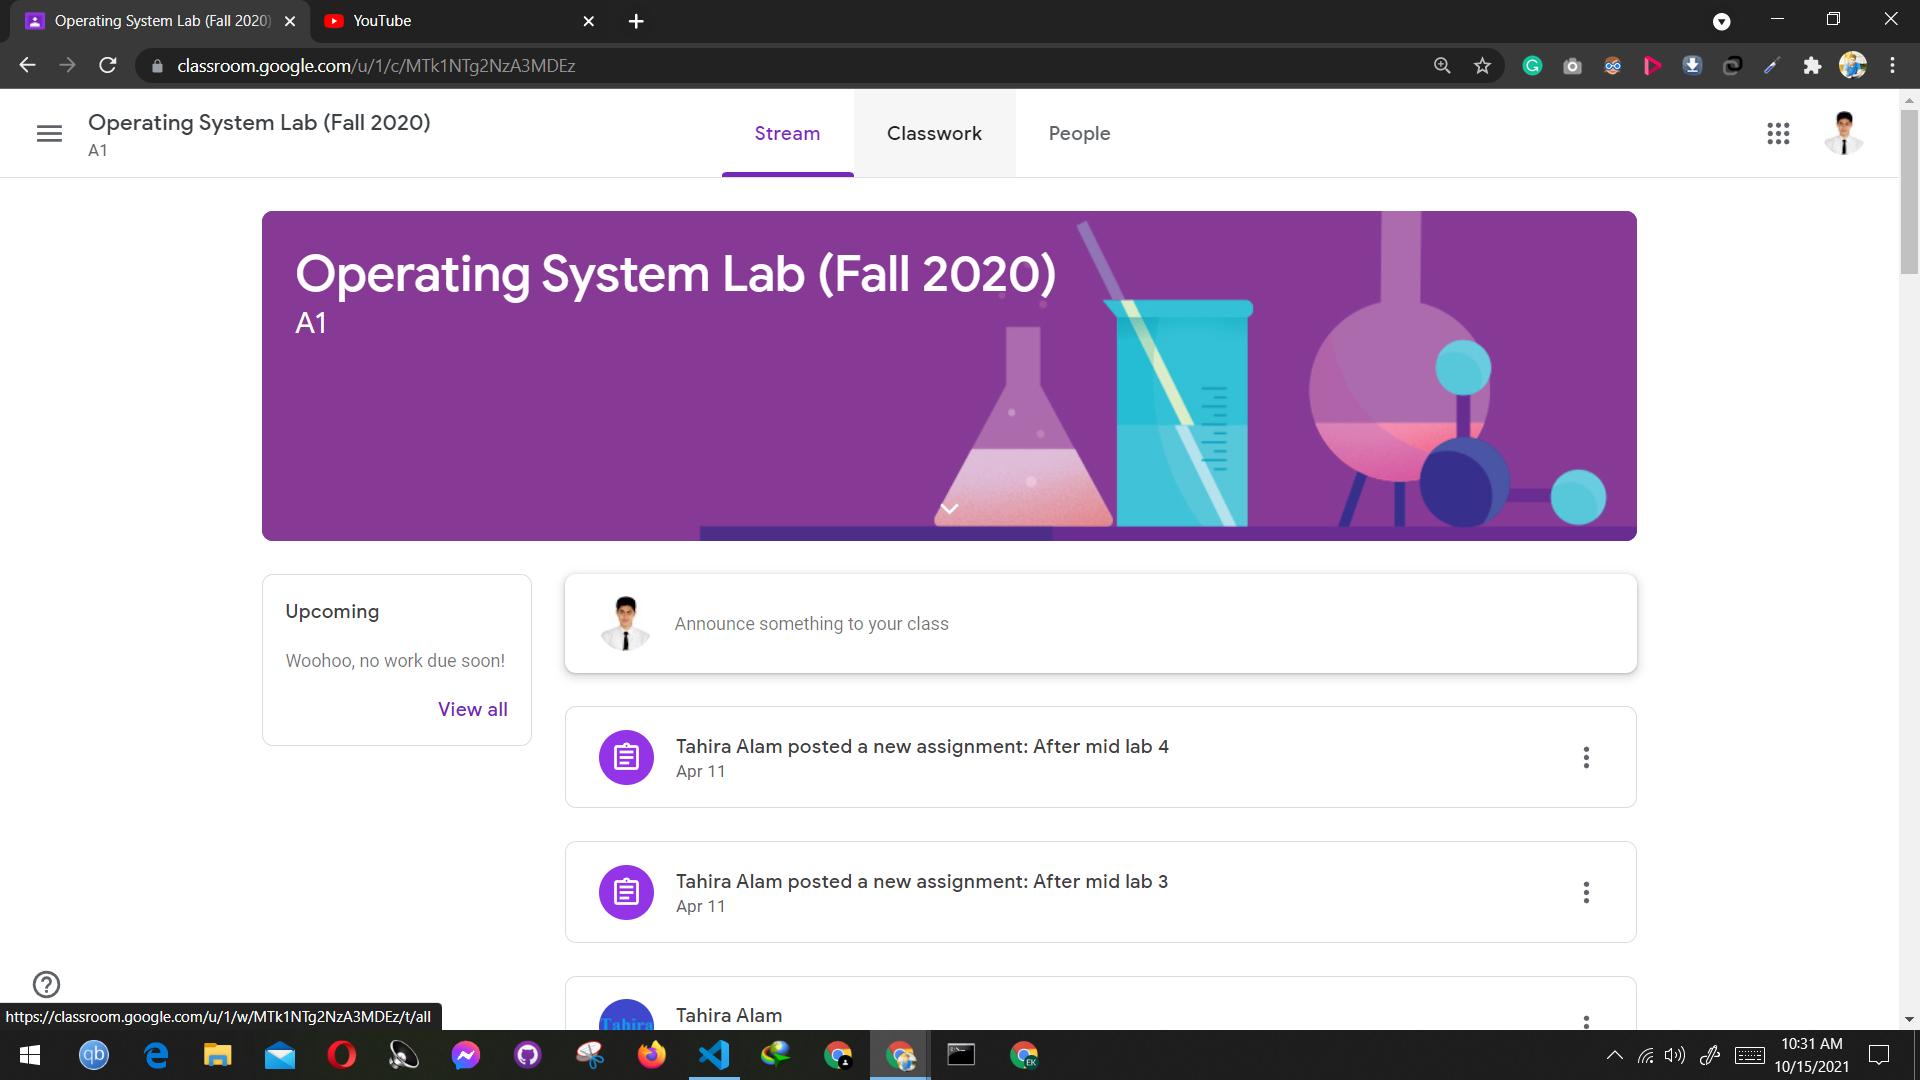 Operating System Lab (Fall 2020)
YouTube
classroom.google.com/u/1/c/MTk1NTg2NzA3MDEz
Operating System Lab (Fall 2020)
A1
Stream
Classwork
People
Operating System Lab (Fall 2020)
A1
Upcoming
Woohoo, no work due soon!
View all
Announce something to your class
Tahira Alam posted a new assignment: After mid lab 4
Apr 11
Tahira Alam posted a new assignment: After mid lab 3
Apr 11
Tahira
Tahira Alam
https://classroom.google.com/u/1/w/MTk1NTg2NzA3MDEz/t/all
qb
EK
10:31 AM
10/15/2021